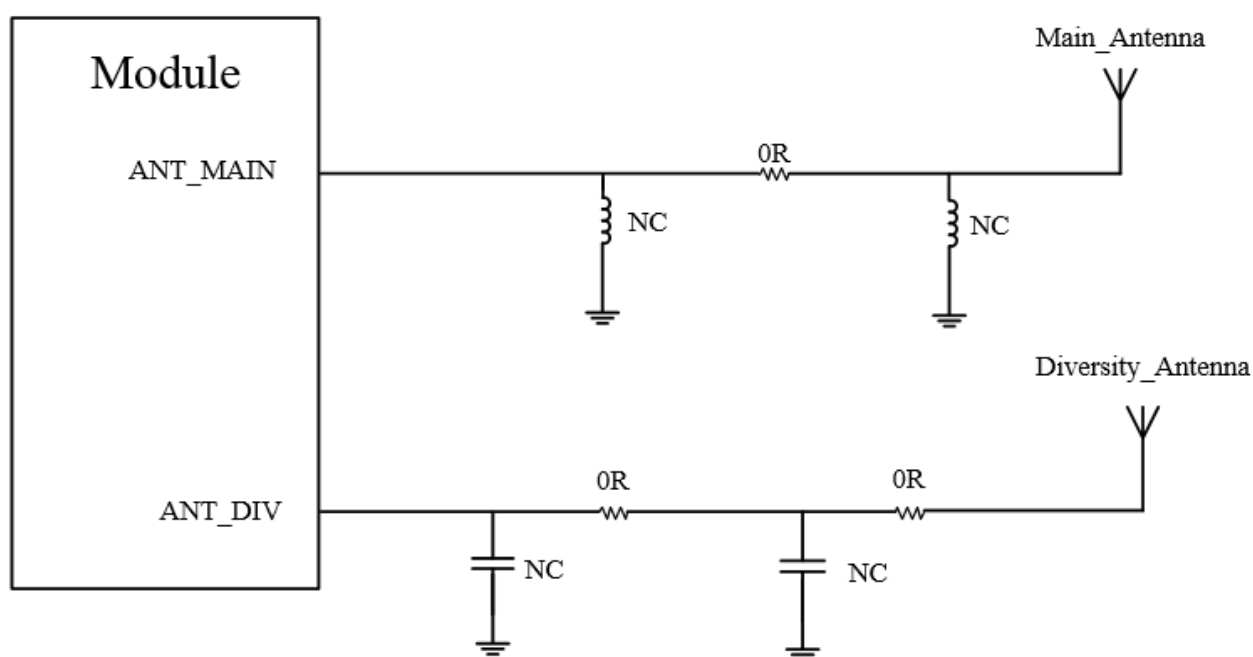 Module
Main_Antenna
ANT_MAIN
0R
NC
NC
Diversity_Antenna
ANT_DIV
0R
0R
NC
NC